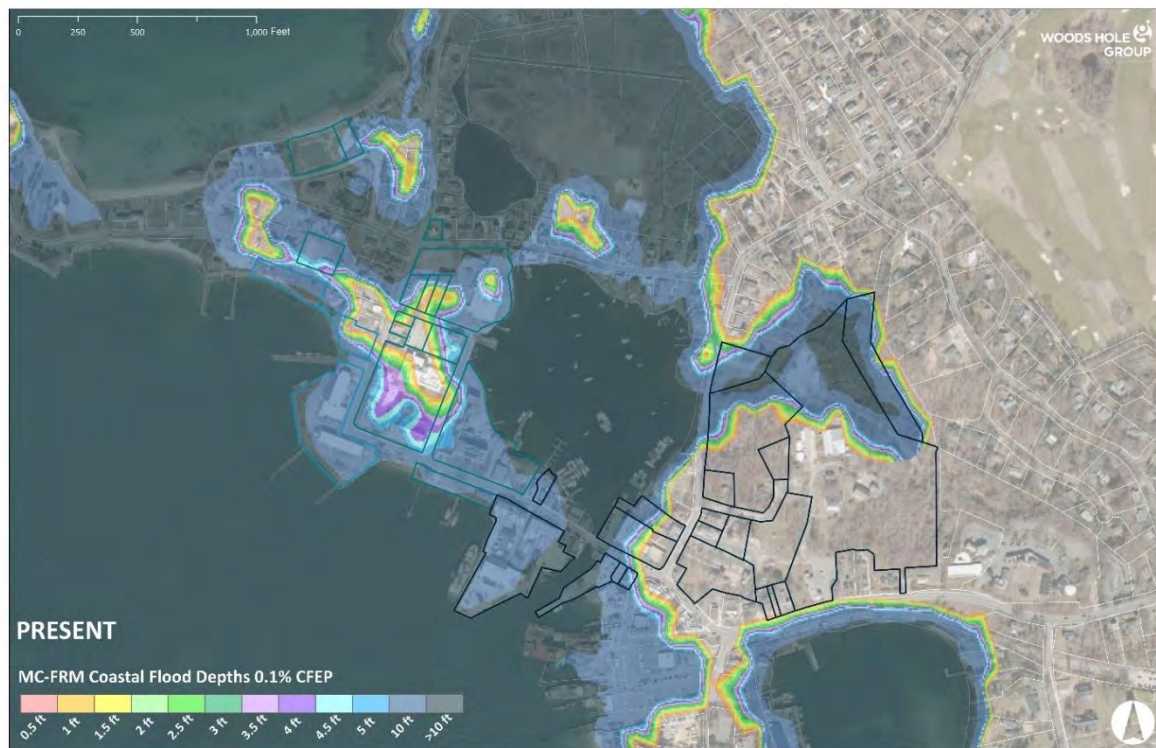 0 250 500 1,000 Feet
WOODS HOLE
GROUP
PRESENT
MC-FRM Coastal Flood Depths 0.1% CFEP
0.5 ft 1 ft 1.5 ft 2 ft 2.5 ft 3 ft 3.5 ft 4 ft 4.5 ft 5 ft 10 ft >10 ft